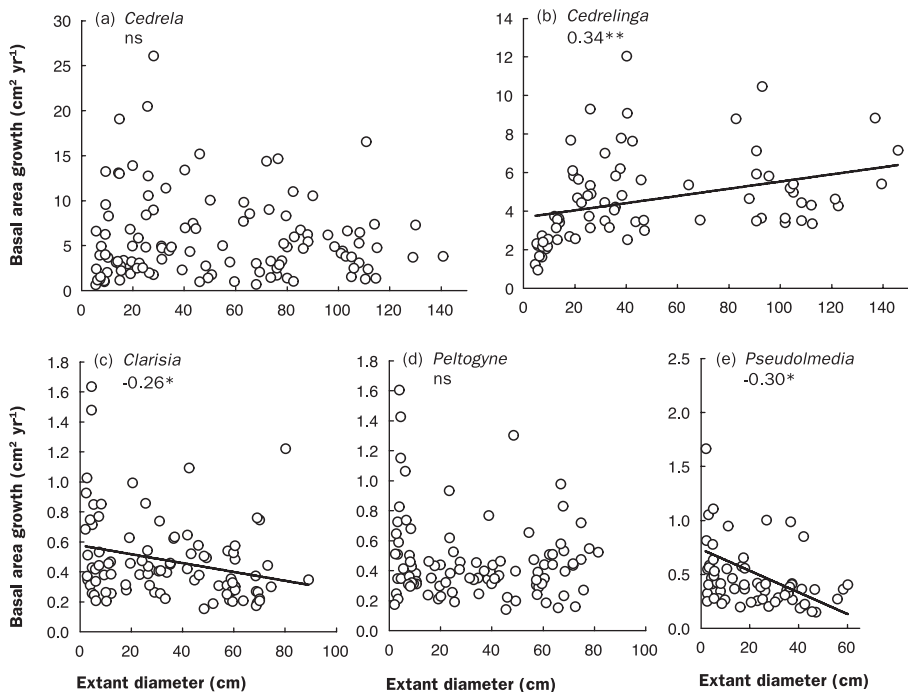 (a) Cedrela
ns
Basal area growth (cm² yr⁻¹)
30
25
20
15
10
5
0
0 20 40 60 80 100 120 140
(b) Cedrelinga
0.34**
14
12
10
8
6
4
2
0
0 20 40 60 80 100 120 140
(c) Clarisia
-0.26*
Basal area growth (cm² yr⁻¹)
1.8
1.6
1.4
1.2
1.0
0.8
0.6
0.4
0.2
0.0
0 20 40 60 80 100
Extant diameter (cm)
(d) Peltogyne
ns
1.8
1.6
1.4
1.2
1.0
0.8
0.6
0.4
0.2
0.0
0 20 40 60 80 100
Extant diameter (cm)
(e) Pseudolmedia
-0.30*
2.5
2.0
1.5
1.0
0.5
0.0
0 20 40 60
Extant diameter (cm)